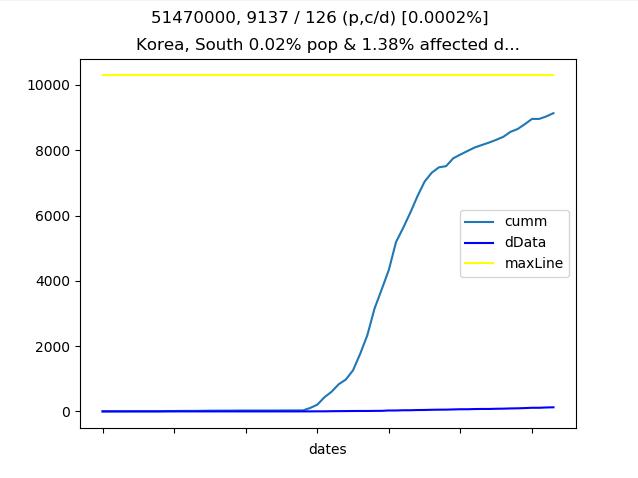 51470000, 9137 / 126 (p,c/d) [0.0002%]
Korea, South 0.02% pop & 1.38% affected d...
10000
8000
6000
4000
2000
0
cumm
dData
maxLine
dates